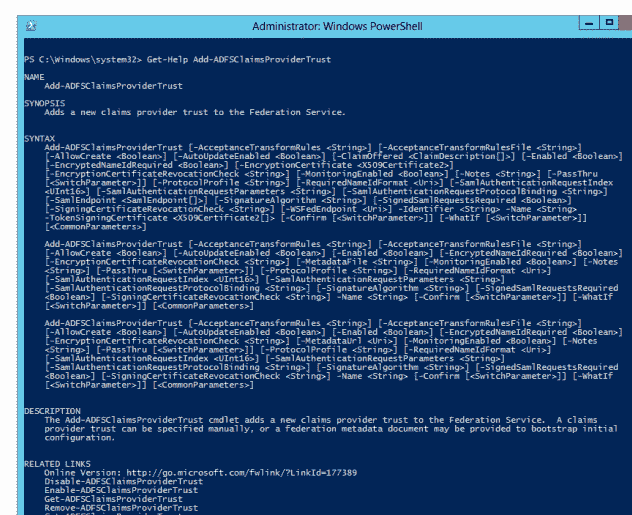 Administrator: Windows PowerShell
PS C:\Windows\system32> Get-Help Add-ADFSClaimsProviderTrust
NAME
Add-ADFSClaimsProviderTrust
SYNOPSIS
Adds a new claims provider trust to the Federation Service.
SYNTAX
Add-ADFSClaimsProviderTrust [-AcceptanceTransformRules <String>] [-AcceptanceTransformRulesFile <String>]
[-AllowCreate <Boolean>] [-AutoUpdateEnabled <Boolean>] [-ClaimOffered <ClaimDescription[]>] [-Enabled <Boolean>]
[-EncryptedNameIdRequired <Boolean>] [-EncryptionCertificate <X509Certificate2>]
[-EncryptionCertificateRevocationCheck <String>] [-MonitoringEnabled <Boolean>] [-Notes <String>] [-PassThru
[<SwitchParameter>]] [-ProtocolProfile <String>] [-RequiredNameIdFormat <Uri>] [-SamlAuthenticationRequestIndex
<UInt16>] [-SamlAuthenticationRequestParameters <String>] [-SamlAuthenticationRequestProtocolBinding <String>]
[-SamlEndpoint <SamlEndpoint[]>] [-SignatureAlgorithm <String>] [-SignedSamlRequestsRequired <Boolean>]
[-SigningCertificateRevocationCheck <String>] [-WSFedEndpoint <Uri>] -Identifier <String> -Name <String>
-TokenSigningCertificate <X509Certificate2[]> [-Confirm [<SwitchParameter>]] [-WhatIf [<SwitchParameter>]]
[<CommonParameters>]
Add-ADFSClaimsProviderTrust [-AcceptanceTransformRules <String>] [-AcceptanceTransformRulesFile <String>]
[-AllowCreate <Boolean>] [-AutoUpdateEnabled <Boolean>] [-Enabled <Boolean>] [-EncryptedNameIdRequired <Boolean>]
[-EncryptionCertificateRevocationCheck <String>] [-MetadataFile <String>] [-MonitoringEnabled <Boolean>] [-Notes
<String>] [-PassThru [<SwitchParameter>]] [-ProtocolProfile <String>] [-RequiredNameIdFormat <Uri>]
[-SamlAuthenticationRequestIndex <UInt16>] [-SamlAuthenticationRequestParameters <String>]
[-SamlAuthenticationRequestProtocolBinding <String>] [-SignatureAlgorithm <String>] [-SignedSamlRequestsRequired
<Boolean>] [-SigningCertificateRevocationCheck <String>] -Name <String> [-Confirm [<SwitchParameter>]] [-WhatIf
[<SwitchParameter>]] [<CommonParameters>]
Add-ADFSClaimsProviderTrust [-AcceptanceTransformRules <String>] [-AcceptanceTransformRulesFile <String>]
[-AllowCreate <Boolean>] [-AutoUpdateEnabled <Boolean>] [-Enabled <Boolean>] [-EncryptedNameIdRequired <Boolean>]
[-EncryptionCertificateRevocationCheck <String>] [-MetadataUrl <Uri>] [-MonitoringEnabled <Boolean>] [-Notes
<String>] [-PassThru [<SwitchParameter>]] [-ProtocolProfile <String>] [-RequiredNameIdFormat <Uri>]
[-SamlAuthenticationRequestIndex <UInt16>] [-SamlAuthenticationRequestParameters <String>]
[-SamlAuthenticationRequestProtocolBinding <String>] [-SignatureAlgorithm <String>] [-SignedSamlRequestsRequired
<Boolean>] [-SigningCertificateRevocationCheck <String>] -Name <String> [-Confirm [<SwitchParameter>]] [-WhatIf
[<SwitchParameter>]] [<CommonParameters>]
DESCRIPTION
The Add-ADFSClaimsProviderTrust cmdlet adds a new claims provider trust to the Federation Service. A claims
provider trust can be specified manually, or a federation metadata document may be provided to bootstrap initial
configuration.
RELATED LINKS
Online Version: http://go.microsoft.com/fwlink/?LinkId=177389
Disable-ADFSClaimsProviderTrust
Enable-ADFSClaimsProviderTrust
Get-ADFSClaimsProviderTrust
Remove-ADFSClaimsProviderTrust